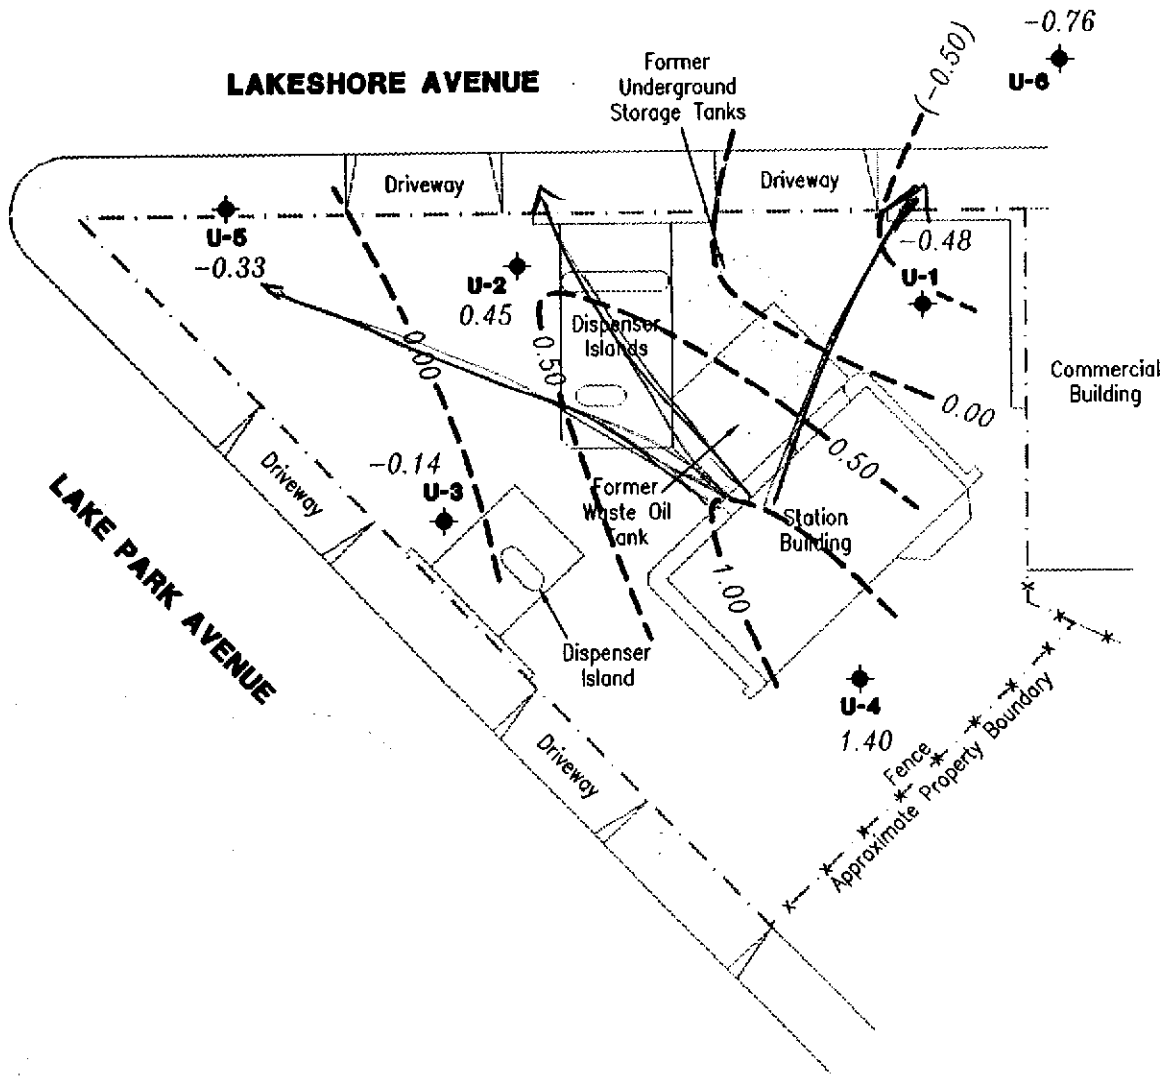 -0.76
U-6
(-0.50)
LAKESHORE AVENUE
Former
Underground
Storage Tanks
Driveway
Driveway
U-5
-0.33
U-2
0.45
-0.48
U-1
Dispenser
Islands
0.00
0.50
Commercial
Building
0.00
0.50
-0.14
U-3
Driveway
Former
Waste Oil
Tank
Station
Building
LAKE PARK AVENUE
1.00
Dispenser
Island
U-4
1.40
Driveway
Fence
Approximate Property Boundary